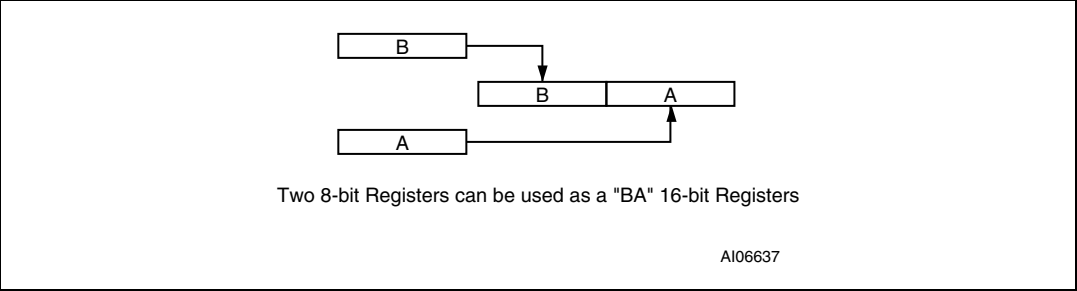 B
B A
A
Two 8-bit Registers can be used as a "BA" 16-bit Registers
AI06637